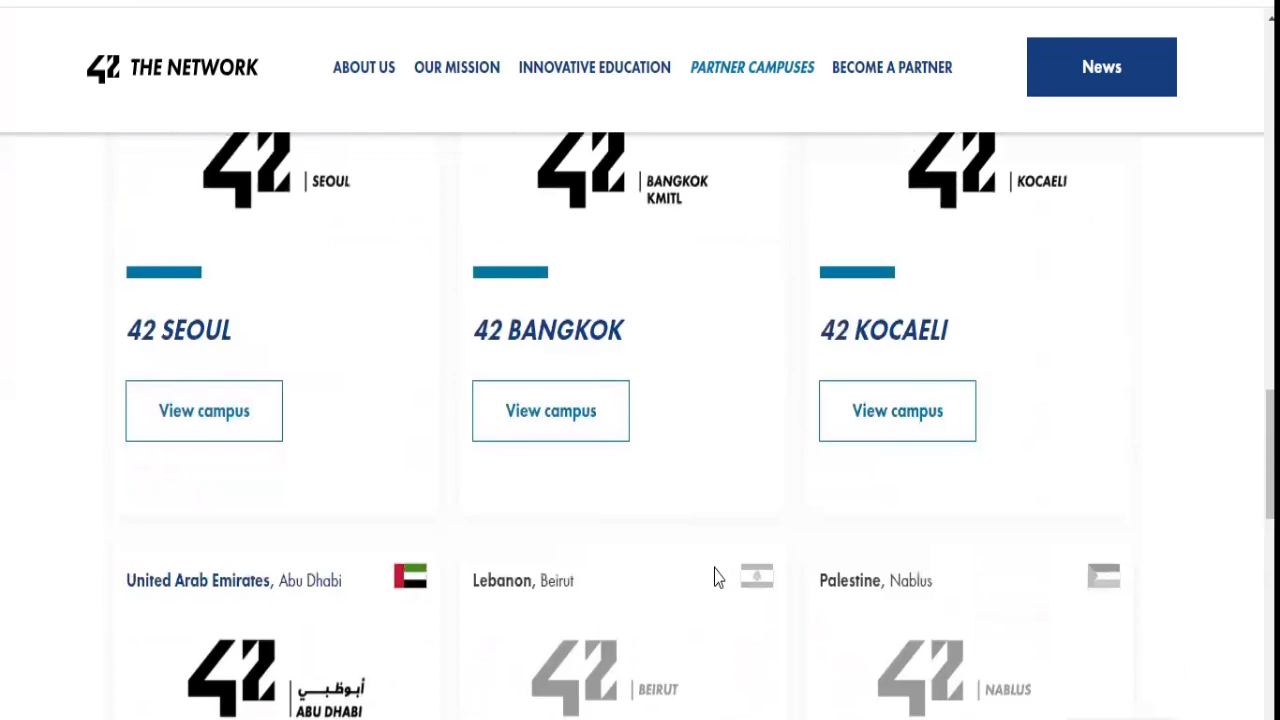 42 THE NETWORK
ABOUT US
OUR MISSION
INNOVATIVE EDUCATION
PARTNER CAMPUSES
BECOME A PARTNER
News
42 | SEOUL
42 | BANGKOK
KMITL
42 | KOCAELI
42 SEOUL
42 BANGKOK
42 KOCAELI
View campus
View campus
View campus
United Arab Emirates, Abu Dhabi
Lebanon, Beirut
Palestine, Nablus
42 | أبوظبي
ABU DHABI
42 | BEIRUT
42 | NABLUS